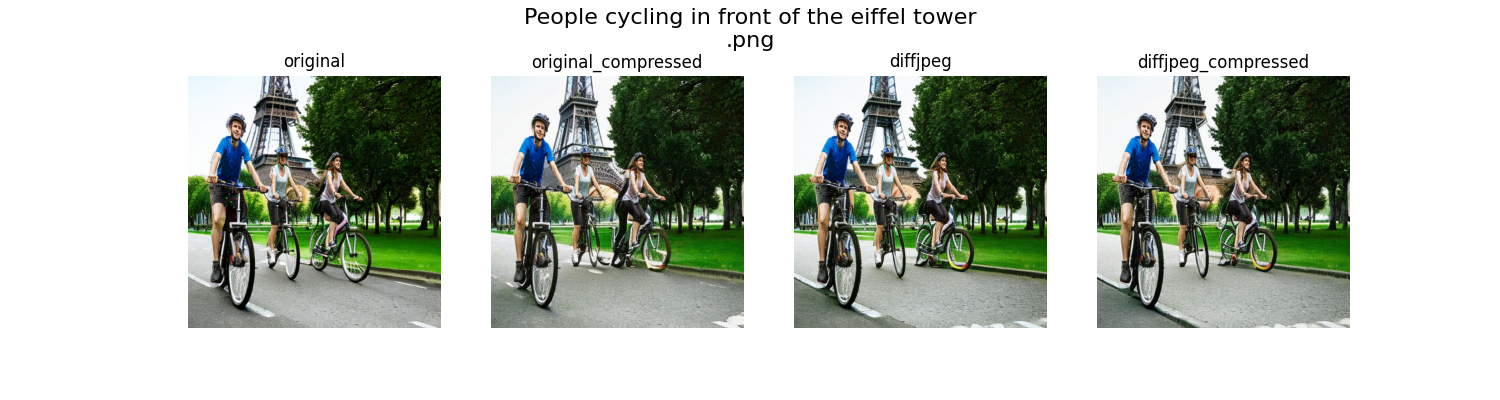 People cycling in front of the eiffel tower
.png
original
original_compressed
diffjpeg
diffjpeg_compressed